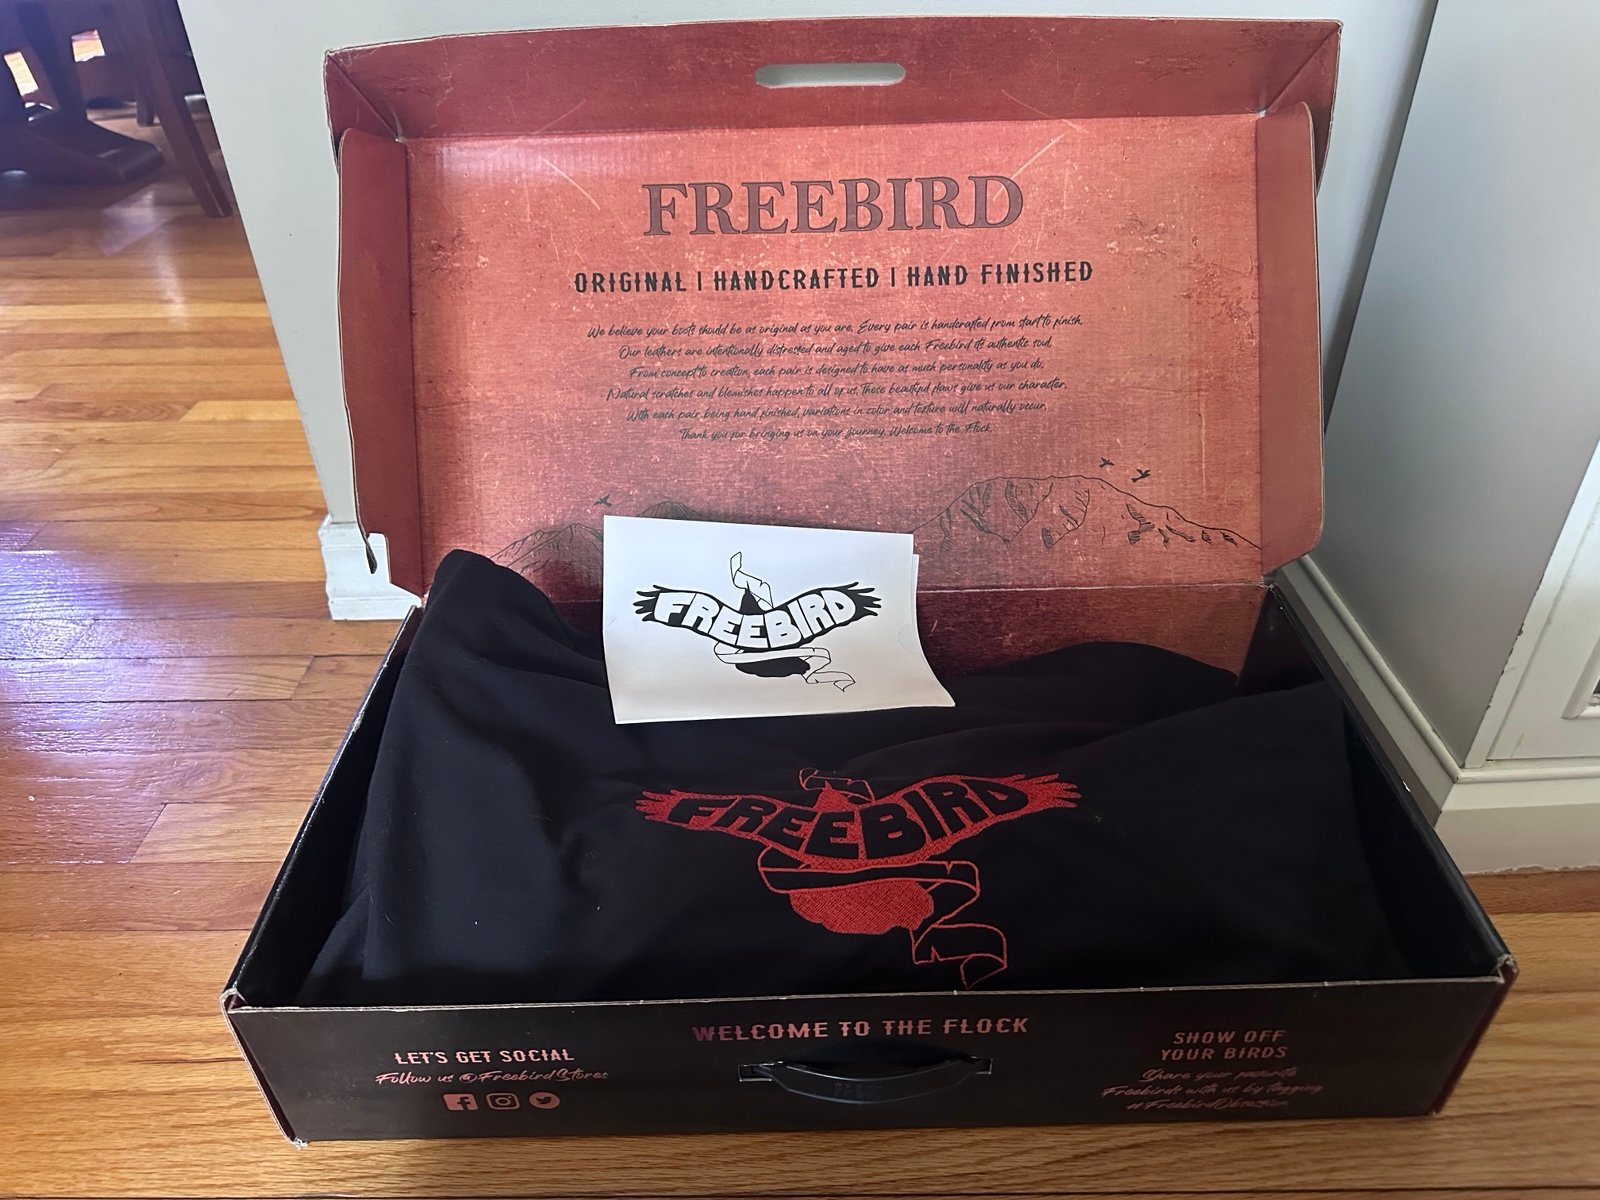 FREEBIRD
ORIGINAL | HANDCRAFTED | HAND FINISHED
We believe your boots should be as original as you are. Every pair is handcrafted from start to finish.
Our leathers are intentionally distressed and aged to give each Freebird its authentic soul.
From concept to creation, each pair is designed to have as much personality as you do.
Natural scratches and blemishes happen to all of us. These beautiful flaws give us our character.
With each pair being hand finished, variations in color and texture will naturally occur.
Thank you for bringing us on your journey. Welcome to the Flock.
FREEBIRD
FREEBIRD
WELCOME TO THE FLOCK
LET'S GET SOCIAL
Follow us @FreebirdStores
SHOW OFF
YOUR BIRDS
Share your favorite
Freebirds with us by tagging
#FreebirdObsession